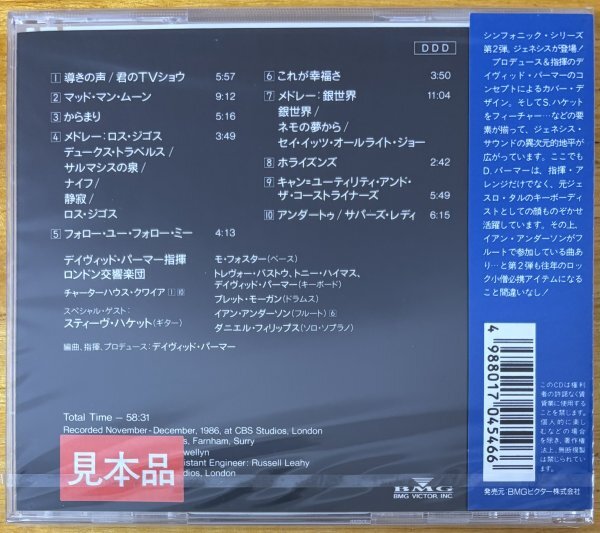 DDD
1 導きの声/君のTVショウ 5:57
2 マッド・マン・ムーン 9:12
3 からまり 5:16
4 メドレー:ロス・ジゴス 3:49
デュークス・トラベルス/
サルマシスの泉/
ナイフ/
静寂/
ロス・ジゴス
5 フォロー・ユー・フォロー・ミー 4:13
6 これが幸福さ 3:50
7 メドレー:銀世界 11:04
銀世界/
ネモの夢から/
セイ・イッツ・オールライト・ジョー
8 ホライズンズ 2:42
9 キャン=ユーティリティ・アンド・
ザ・コーストライナーズ 5:49
10 アンダートゥ/サパーズ・レディ 6:15
デイヴィッド・パーマー指揮
ロンドン交響楽団
チャーターハウス・クワイア 1 10
スペシャル・ゲスト:
スティーヴ・ハケット(ギター)
編曲、指揮、プロデュース:デイヴィッド・パーマー
モ・フォスター(ベース)
トレヴォー・バストウ、トニー・ハイマス、
デイヴィッド・パーマー(キーボード)
ブレット・モーガン(ドラムス)
イアン・アンダーソン(フルート) 6
ダニエル・フィリップス(ソロ・ソプラノ)
Total Time – 58:31
Recorded November-December, 1986, at CBS Studios, London
s, Farnham, Surry
wellyn
istant Engineer: Russell Leahy
dios, London
見本品
BMG
BMG VICTOR, INC.
シンフォニック・シリーズ
第2弾、ジェネシスが登場!
プロデュース&指揮のデ
イヴィッド・パーマーのコ
ンセプトによるカバー・デ
ザイン。そしてS.ハケット
をフィーチャー…などの要
素が揃って、ジェネシス・
サウンドの異次元的地平が
広がっています。ここでも
D.パーマーは、指揮・アレ
ンジだけでなく、元ジェス
ロ・タルのキーボーディス
トとしての顔ものぞかせ
活躍しています。その上、
イアン・アンダーソンがフ
ルートで参加している曲あ
り…と第2弾も往年のロッ
ク小僧必携アイテムになる
こと間違いなし!
4988017045466
このCDは権利
者の許諾なく賃
貸業に使用する
ことを禁じます。
個人的に楽し
むなどの場合
を除き、著作権
法上、無断複製
は禁じられてい
ます。
発売元 BMGビクター株式会社